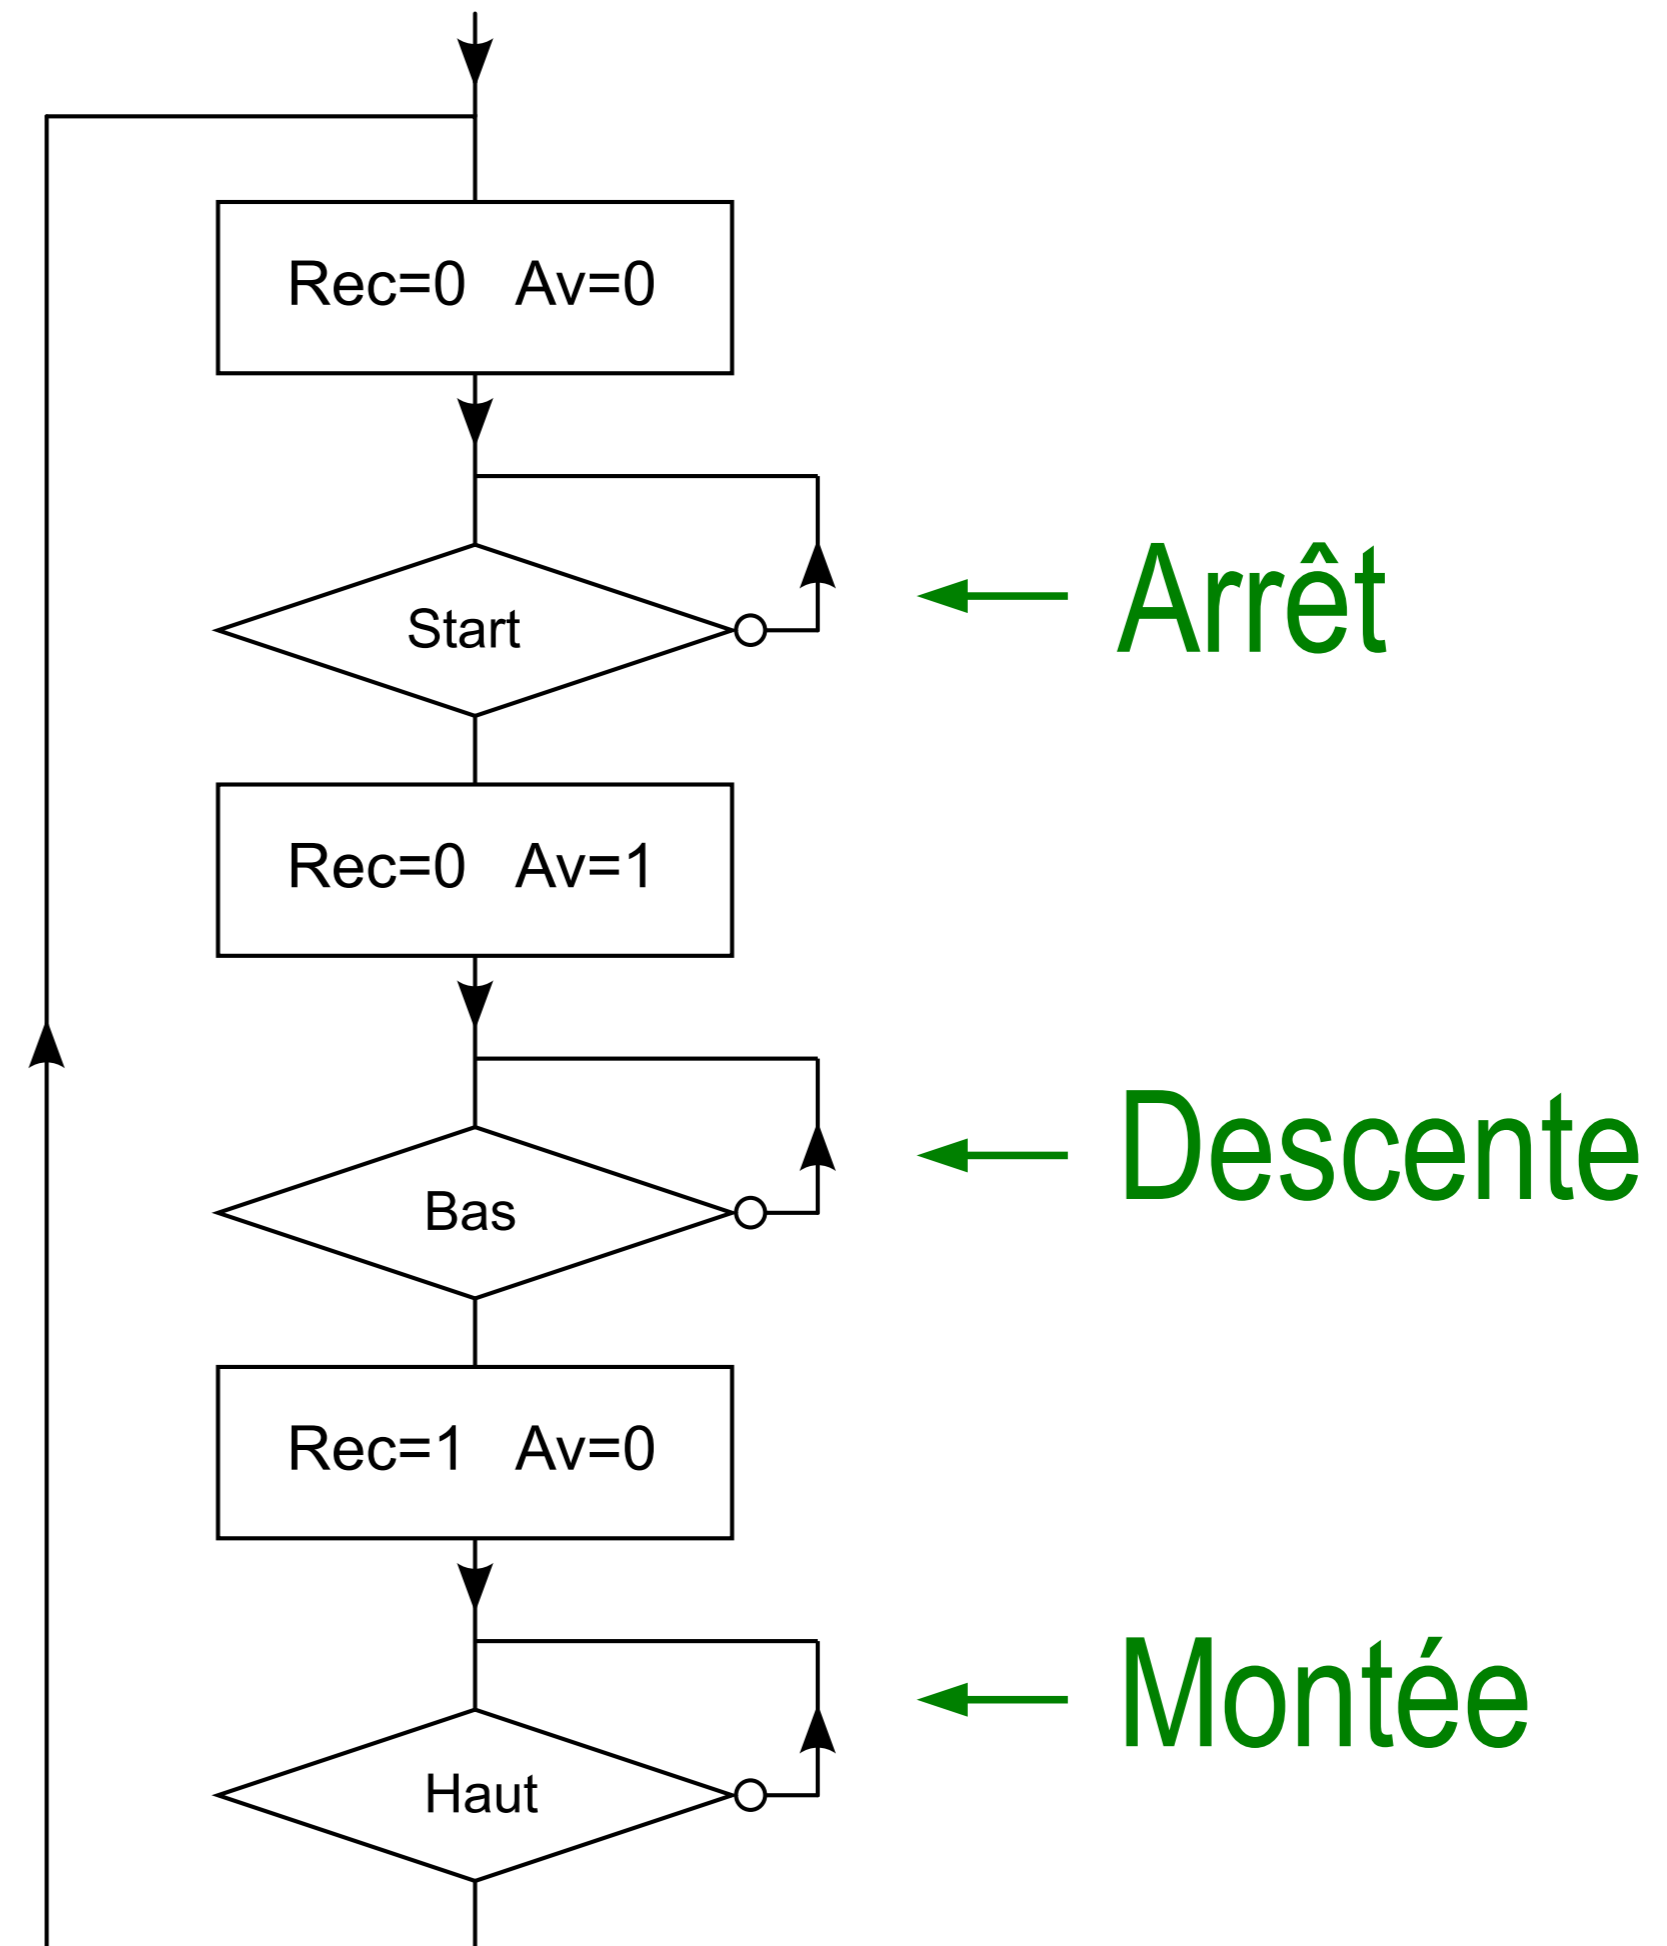 Rec=0 Av=0
Start
Arrêt
Rec=0 Av=1
Bas
Descente
Rec=1 Av=0
Haut
Montée